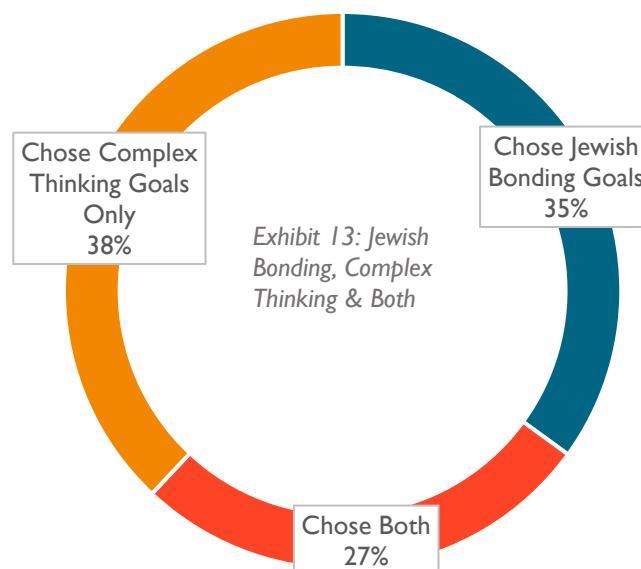 Chose Complex
Thinking Goals
Only
38%
Chose Jewish
Bonding Goals
35%
Exhibit 13: Jewish
Bonding, Complex
Thinking & Both
Chose Both
27%